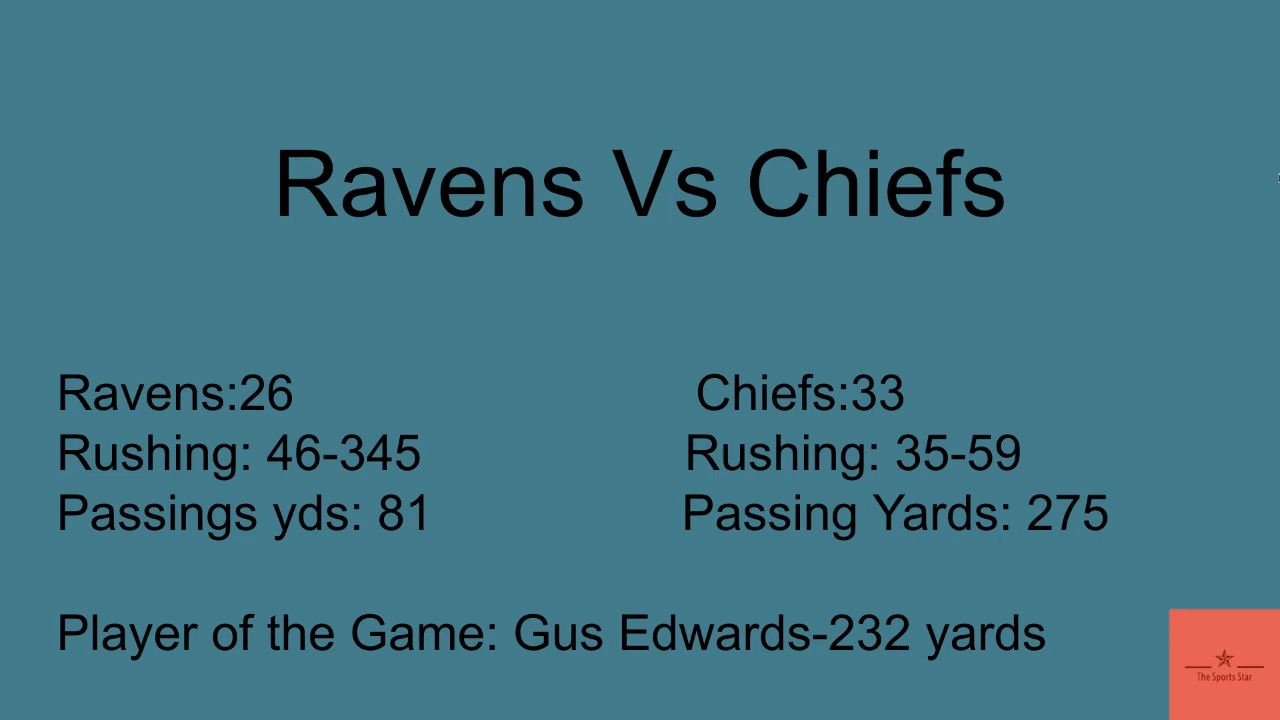 Ravens Vs Chiefs
Ravens:26 Chiefs:33
Rushing: 46-345 Rushing: 35-59
Passings yds: 81 Passing Yards: 275
Player of the Game: Gus Edwards-232 yards
The Sports Star